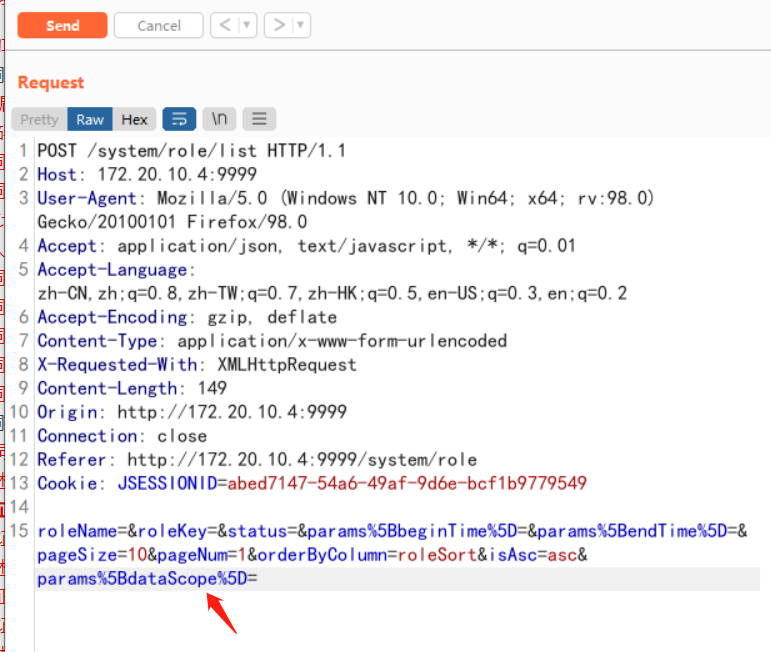 Send Cancel < >
Request
Pretty Raw Hex \n
1 POST /system/role/list HTTP/1.1
2 Host: 172.20.10.4:9999
3 User-Agent: Mozilla/5.0 (Windows NT 10.0; Win64; x64; rv:98.0)
Gecko/20100101 Firefox/98.0
4 Accept: application/json, text/javascript, */*; q=0.01
5 Accept-Language:
zh-CN,zh;q=0.8,zh-TW;q=0.7,zh-HK;q=0.5,en-US;q=0.3,en;q=0.2
6 Accept-Encoding: gzip, deflate
7 Content-Type: application/x-www-form-urlencoded
8 X-Requested-With: XMLHttpRequest
9 Content-Length: 149
10 Origin: http://172.20.10.4:9999
11 Connection: close
12 Referer: http://172.20.10.4:9999/system/role
13 Cookie: JSESSIONID=abed7147-54a6-49af-9d6e-bcf1b9779549
14
15 roleName=&roleKey=&status=&params%5BbeginTime%5D=&params%5BendTime%5D=&
pageSize=10&pageNum=1&orderByColumn=roleSort&isAsc=asc&
params%5BdataScope%5D=